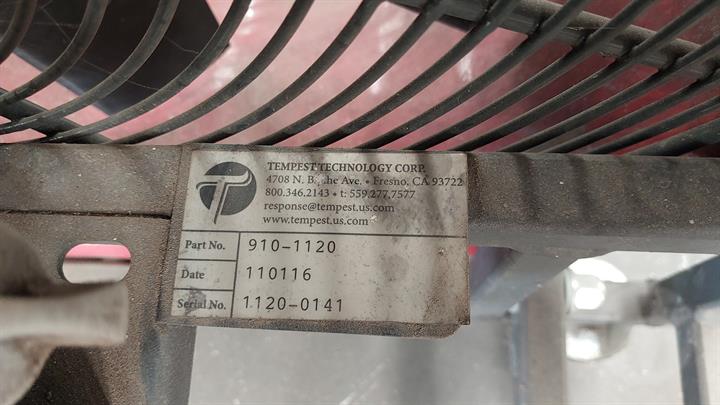 TEMPEST TECHNOLOGY CORP.
4708 N. Ave. • Fresno, CA 93722
800.346.2143 • t: 559.277.7577
response@tempest.us.com
www.tempest.us.com
Part No. 910-1120
Date 110116
Serial No. 1120-0141